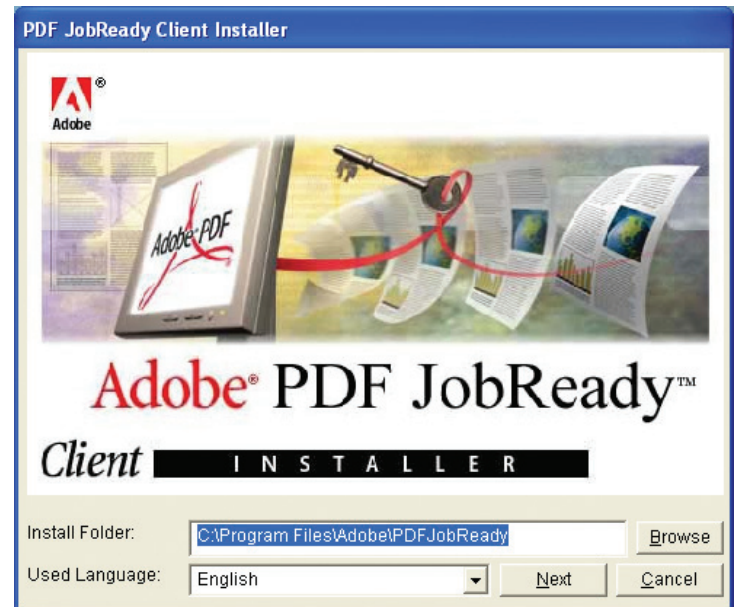 PDF JobReady Client Installer
®
Adobe
Adobe PDF
Adobe® PDF JobReady™
Client INSTALLER
Install Folder: C:\Program Files\Adobe\PDFJobReady Browse
Used Language: English Next Cancel